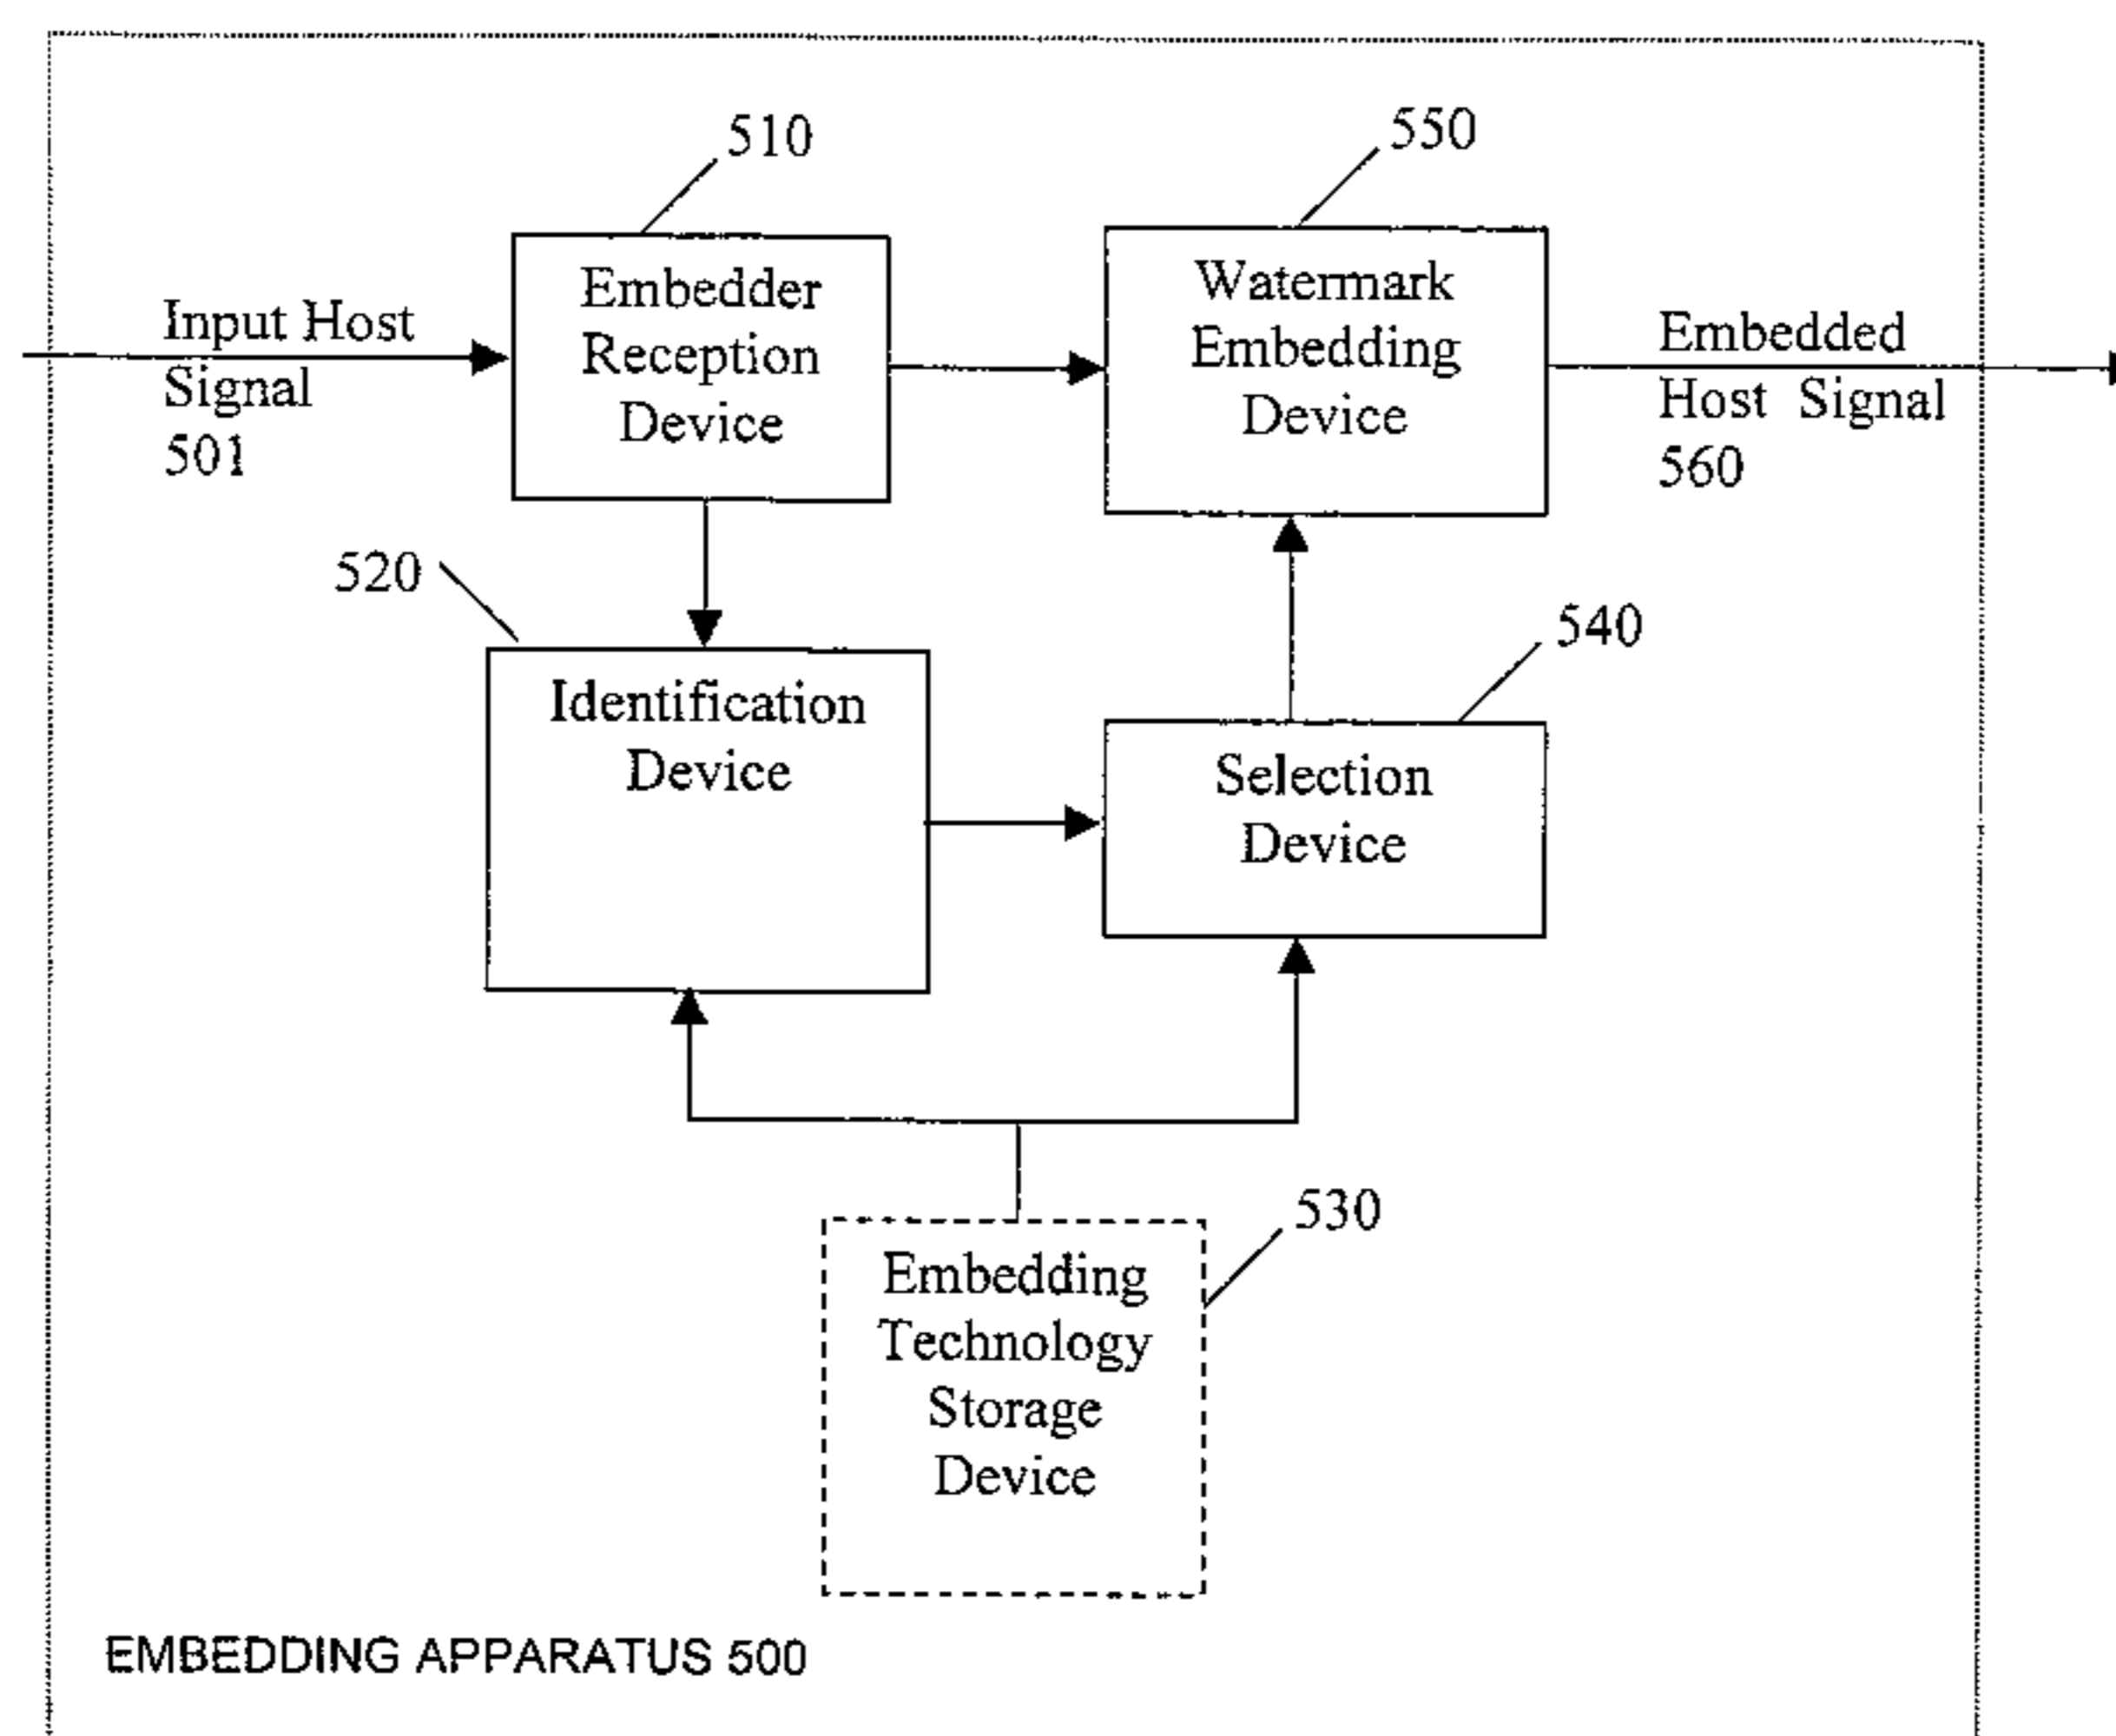 510
550
Input Host
Signal
501
Embedder
Reception
Device
Watermark
Embedding
Device
Embedded
Host Signal
560
520
Identification
Device
540
Selection
Device
530
Embedding
Technology
Storage
Device
EMBEDDING APPARATUS 500